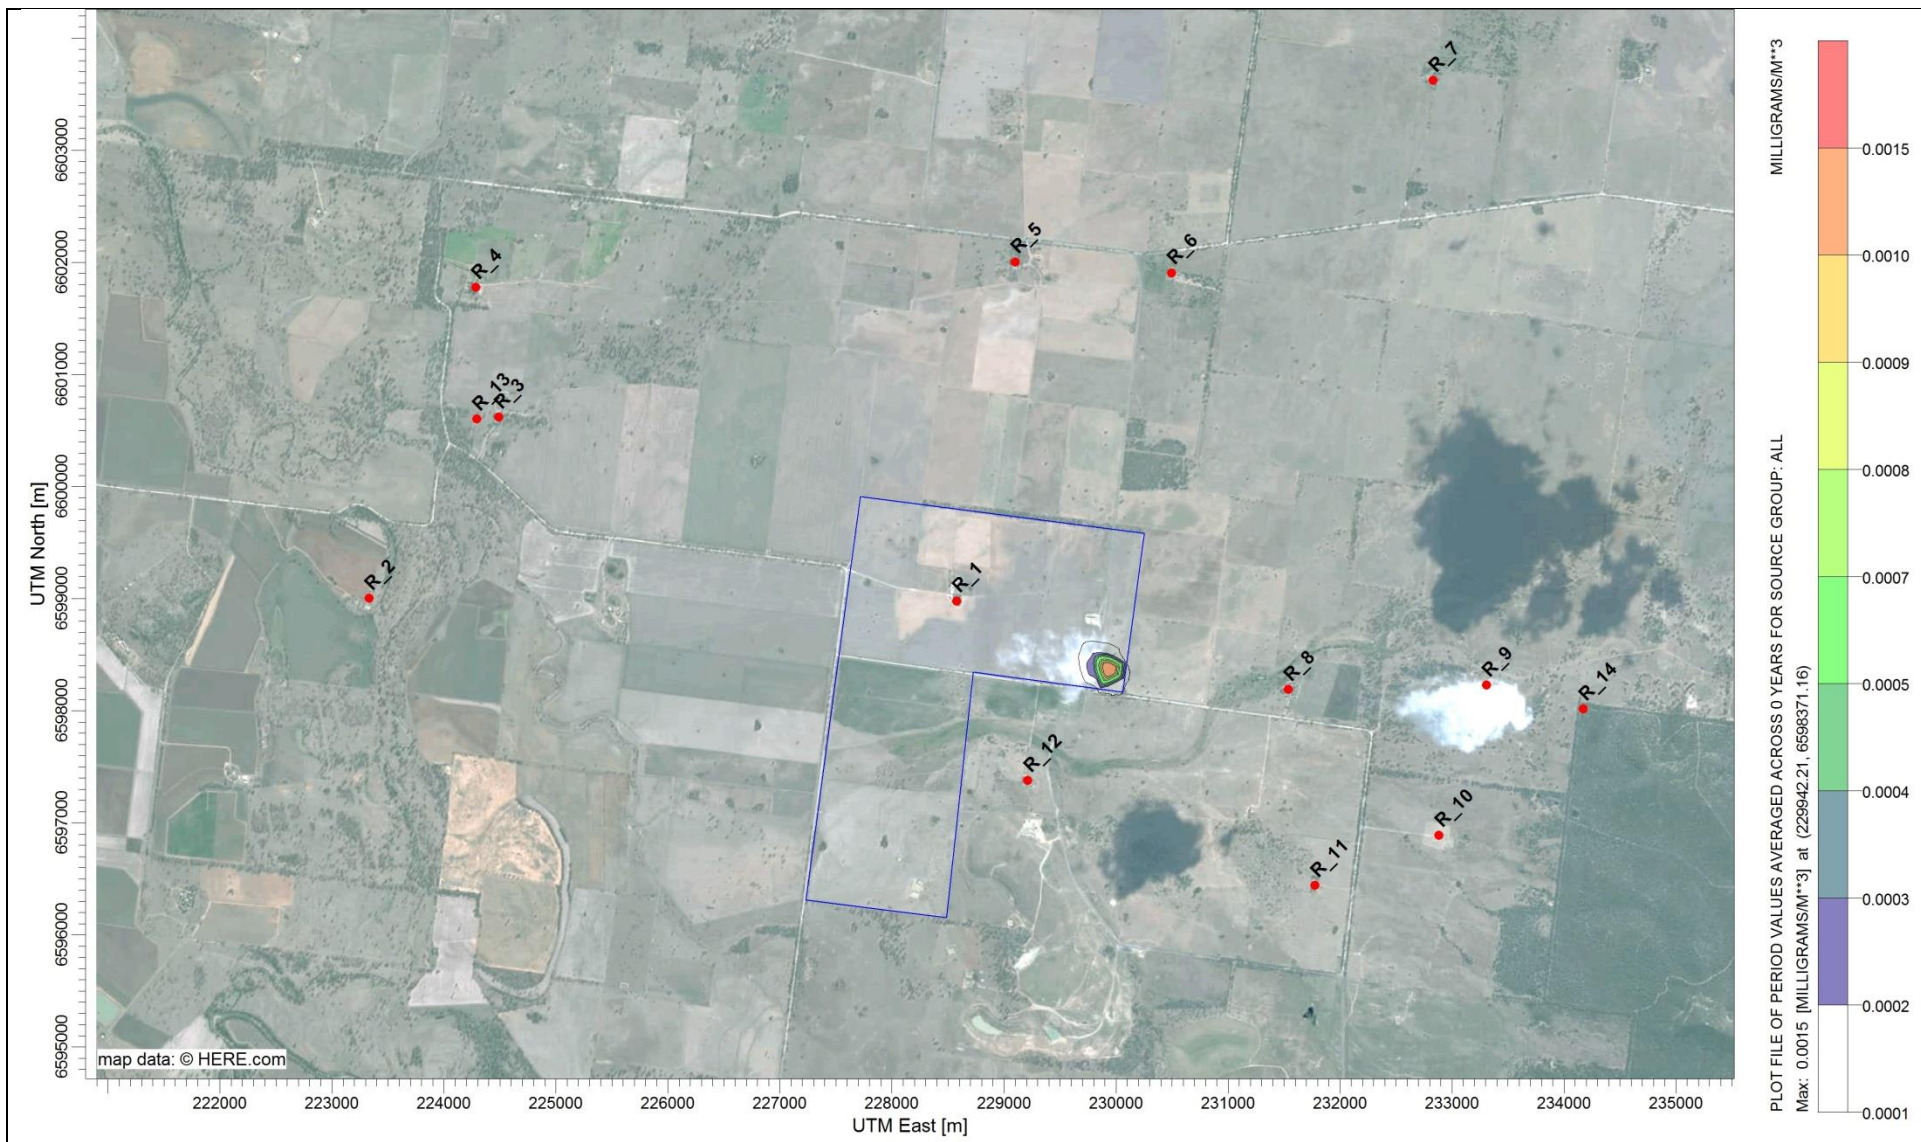 R_7
R_5
R_6
R_4
R_13
R_3
R_2
R_1
R_8
R_9
R_14
R_12
R_10
R_11
UTM North [m]
6603000
6602000
6601000
6600000
6599000
6598000
6597000
6596000
6595000
map data: © HERE.com
222000 223000 224000 225000 226000 227000 228000 229000 230000 231000 232000 233000 234000 235000
UTM East [m]
PLOT FILE OF PERIOD VALUES AVERAGED ACROSS 0 YEARS FOR SOURCE GROUP: ALL MILLIGRAMS/M**3
Max: 0.0015 [MILLIGRAMS/M**3] at (229942.21, 6598371.16)
0.0015
0.0010
0.0009
0.0008
0.0007
0.0005
0.0004
0.0003
0.0002
0.0001